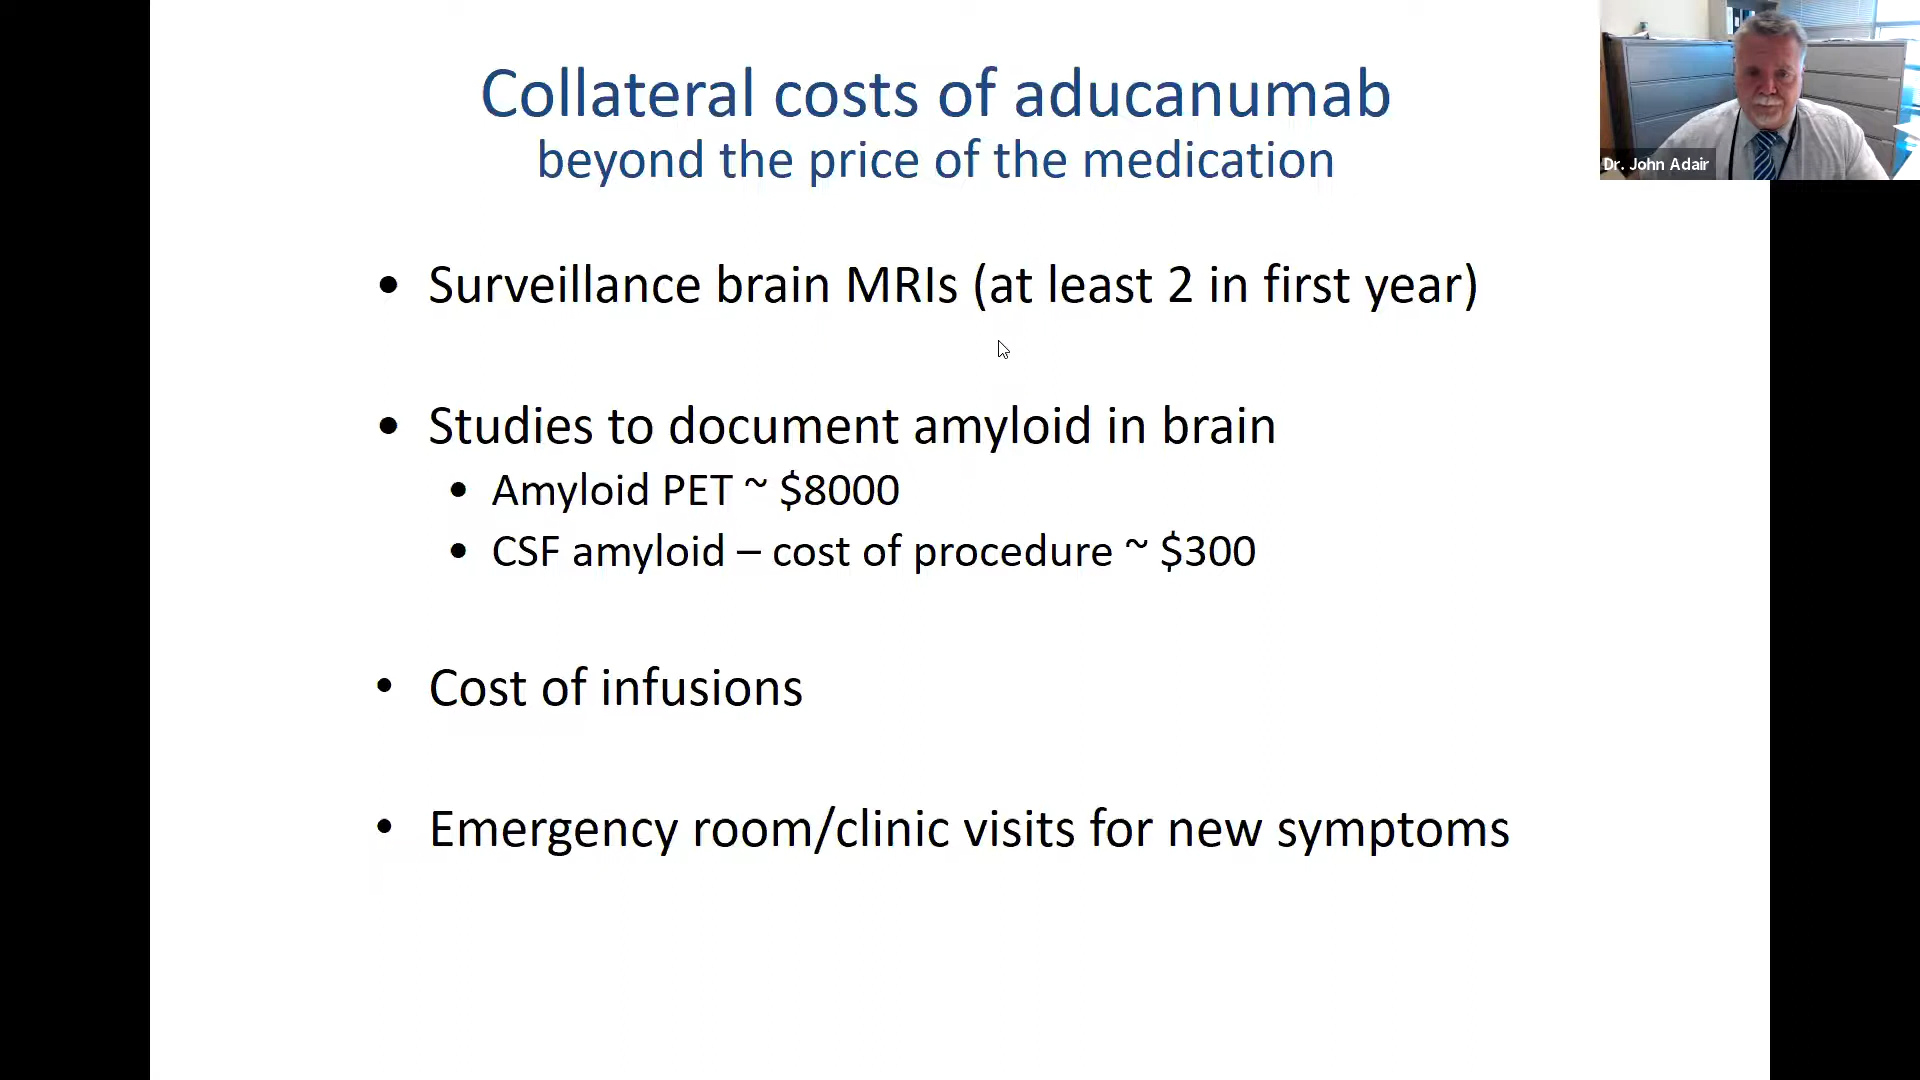 Collateral costs of aducanumab
beyond the price of the medication
Dr. John Adair
• Surveillance brain MRIs (at least 2 in first year)
• Studies to document amyloid in brain
• Amyloid PET ~ $8000
• CSF amyloid – cost of procedure ~ $300
• Cost of infusions
• Emergency room/clinic visits for new symptoms